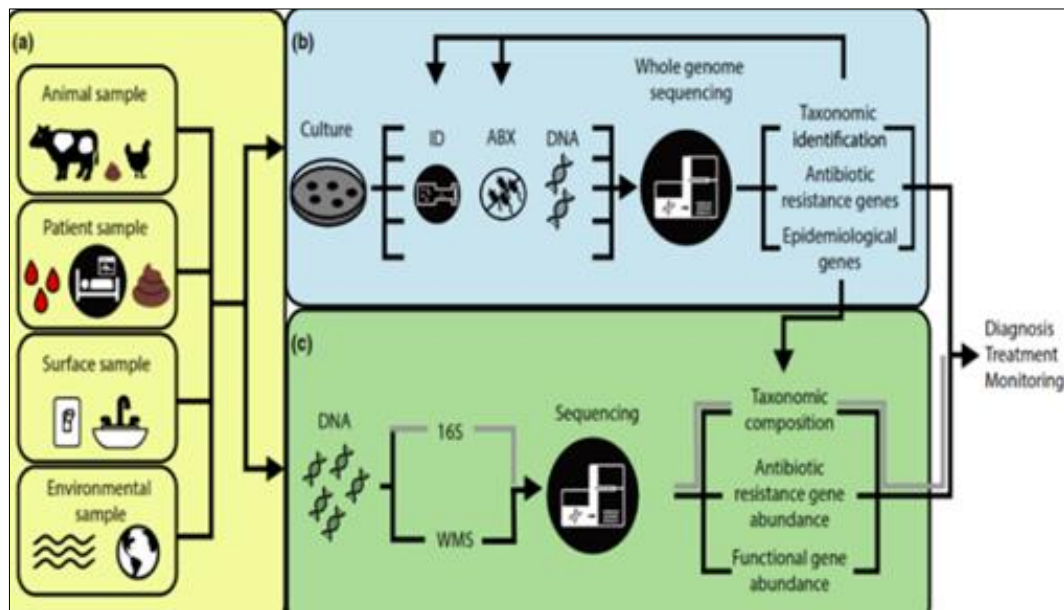 (a)
Animal sample
Patient sample
Surface sample
Environmental
sample
(b)
Culture
ID
ABX
DNA
Whole genome
sequencing
Taxonomic
identification
Antibiotic
resistance genes
Epidemiological
genes
(c)
DNA
16S
WMS
Sequencing
Taxonomic
composition
Antibiotic
resistance gene
abundance
Functional gene
abundance
Diagnosis
Treatment
Monitoring